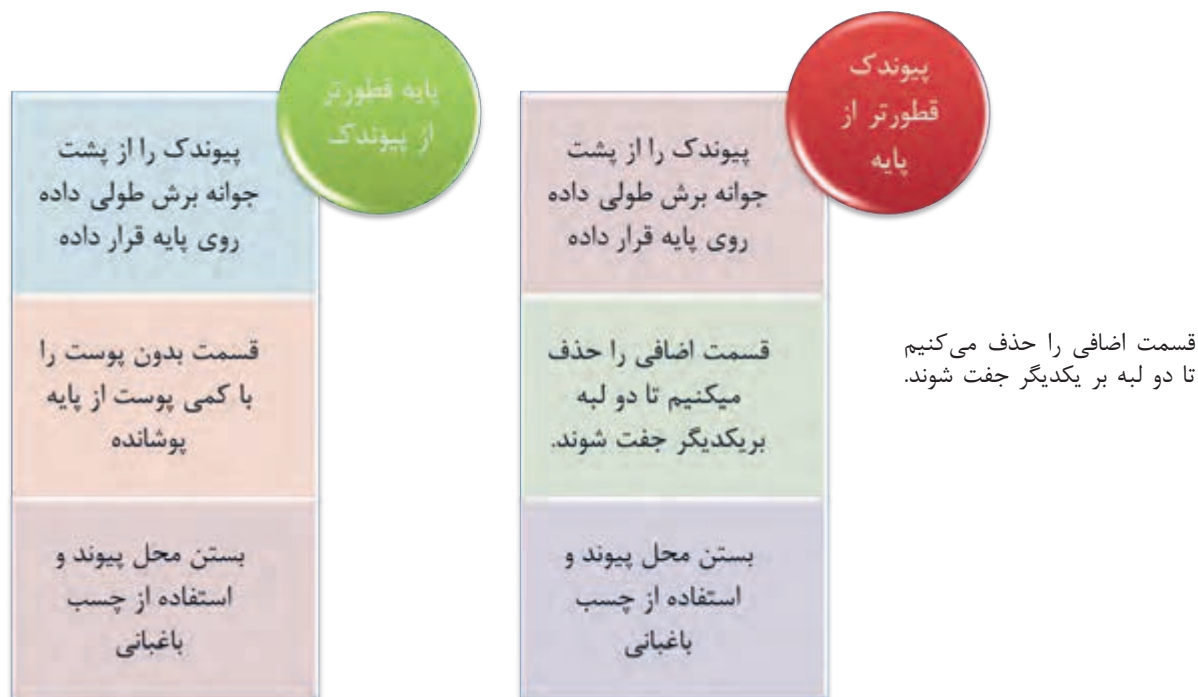 پیوندک
قطورتر از
پایه
پیوندک را از پشت
جوانه برش طولی داده
روی پایه قرار داده
قسمت اضافی را حذف
میکنیم تا دو لبه
بریکدیگر جفت شوند.
بستن محل پیوند و
استفاده از چسب
باغبانی
قسمت اضافی را حذف می‌کنیم
تا دو لبه بر یکدیگر جفت شوند.
پایه قطورتر
از پیوندک
پیوندک را از پشت
جوانه برش طولی داده
روی پایه قرار داده
قسمت بدون پوست را
با کمی پوست از پایه
پوشانده
بستن محل پیوند و
استفاده از چسب
باغبانی